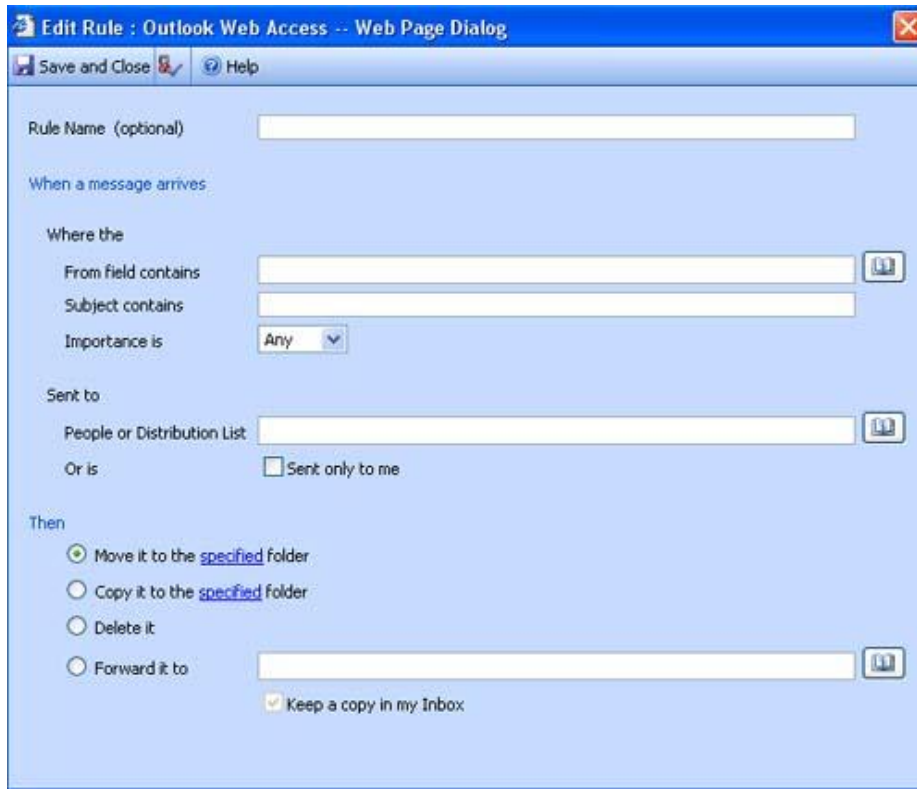 Edit Rule : Outlook Web Access -- Web Page Dialog
Save and Close Help
Rule Name (optional)
When a message arrives
Where the
From field contains
Subject contains
Importance is Any
Sent to
People or Distribution List
Or is Sent only to me
Then
Move it to the specified folder
Copy it to the specified folder
Delete it
Forward it to
Keep a copy in my Inbox